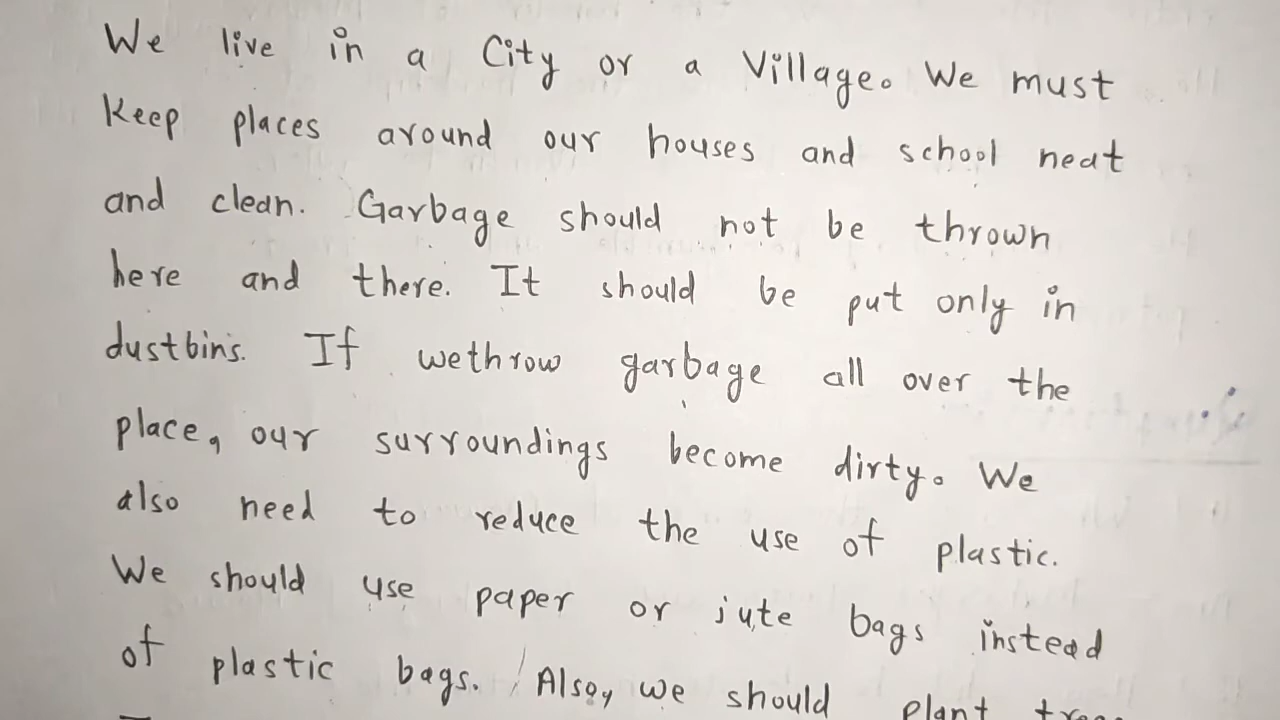 We live in a City or a Village. We must
Keep places around our houses and school neat
and clean. Garbage should not be thrown
here and there. It should be put only in
dustbins. If wethrow garbage all over the
place, our surroundings become dirty. We
also need to reduce the use of plastic.
We should use paper or jute bags instead
of plastic bags. Also, we should plant